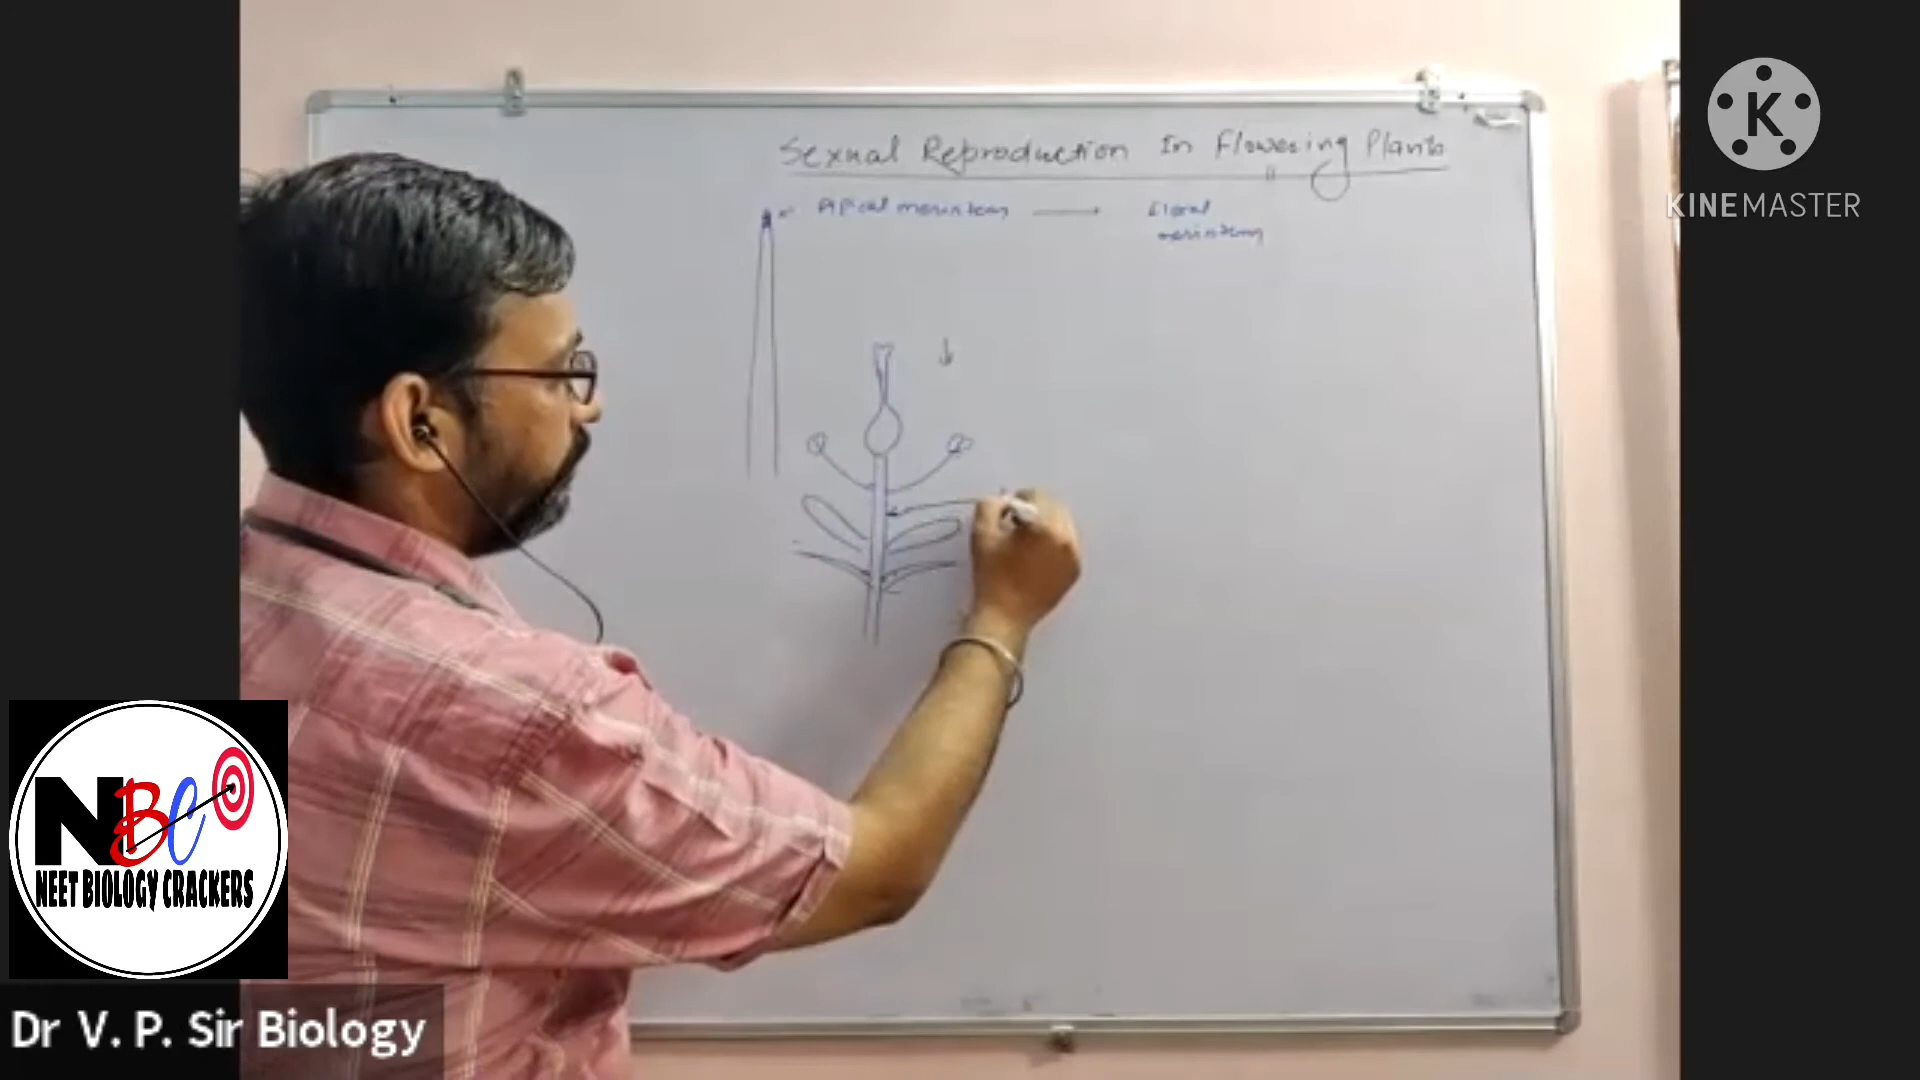 Sexual Reproduction In Flowering Plants
Apical meristem
Floral
meristem
K
KINEMASTER
NBC
NEET BIOLOGY CRACKERS
Dr V. P. Sir Biology